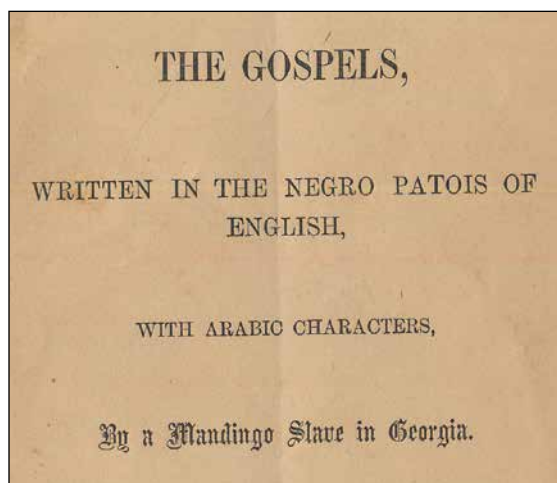 THE GOSPELS,
WRITTEN IN THE NEGRO PATOIS OF
ENGLISH,
WITH ARABIC CHARACTERS,
By a Mandingo Slave in Georgia.